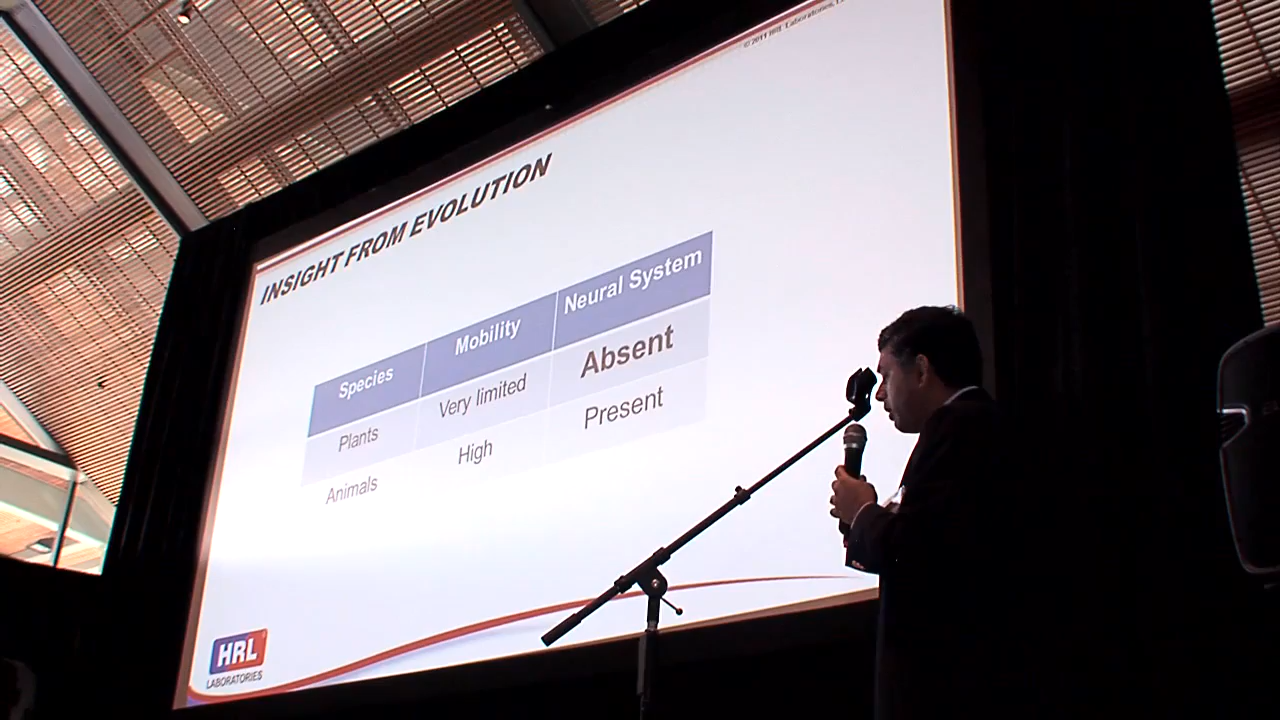 © 2011 HRL Laboratories,
INSIGHT FROM EVOLUTION
Species Mobility Neural System
Plants Very limited Absent
Animals High Present
HRL
LABORATORIES